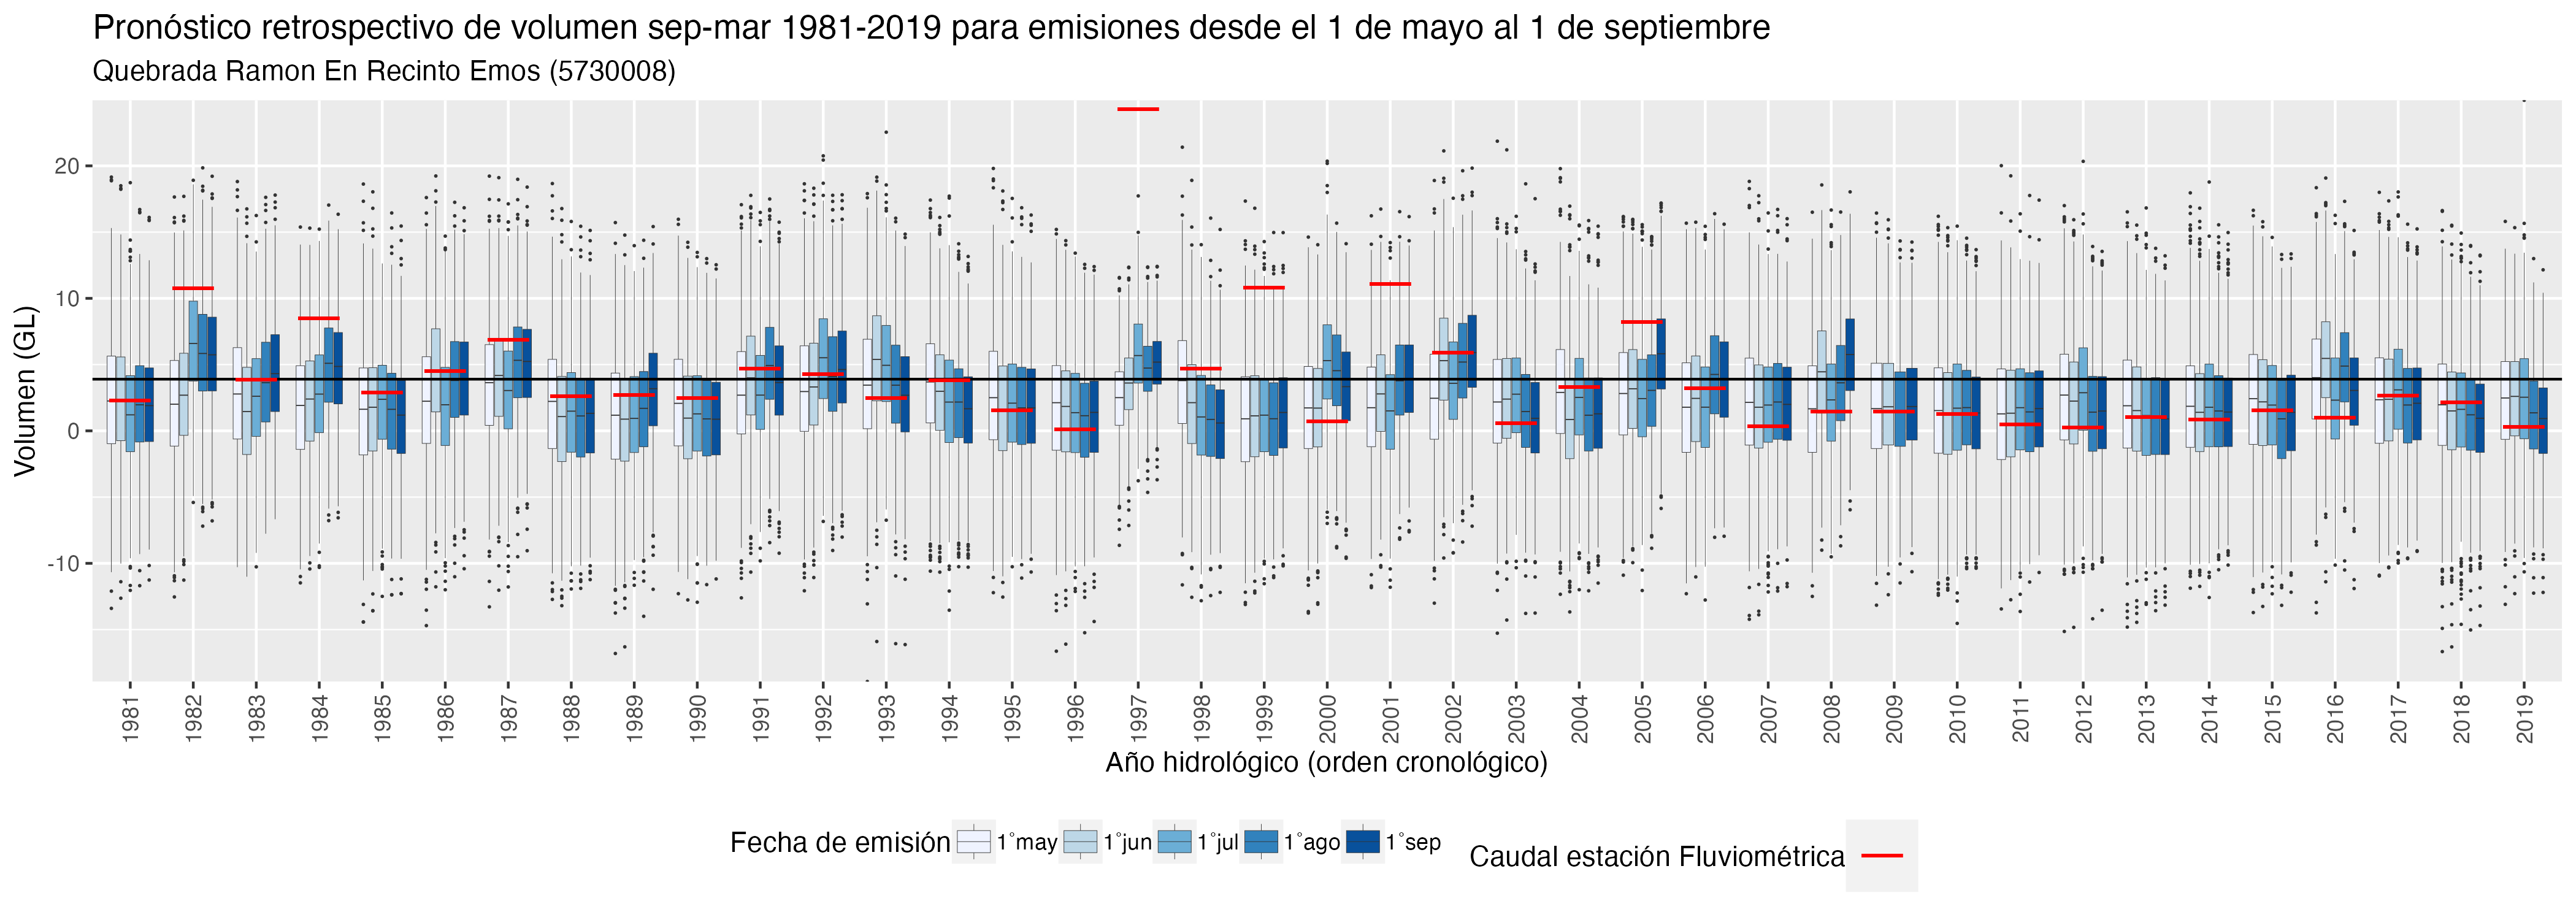 Pronóstico retrospectivo de volumen sep-mar 1981-2019 para emisiones desde el 1 de mayo al 1 de septiembre
Quebrada Ramon En Recinto Emos (5730008)
Volumen (GL)
20
10
0
-10
1981 1982 1983 1984 1985 1986 1987 1988 1989 1990 1991 1992 1993 1994 1995 1996 1997 1998 1999 2000 2001 2002 2003 2004 2005 2006 2007 2008 2009 2010 2011 2012 2013 2014 2015 2016 2017 2018 2019
Año hidrológico (orden cronológico)
Fecha de emisión 1°may 1°jun 1°jul 1°ago 1°sep Caudal estación Fluviométrica